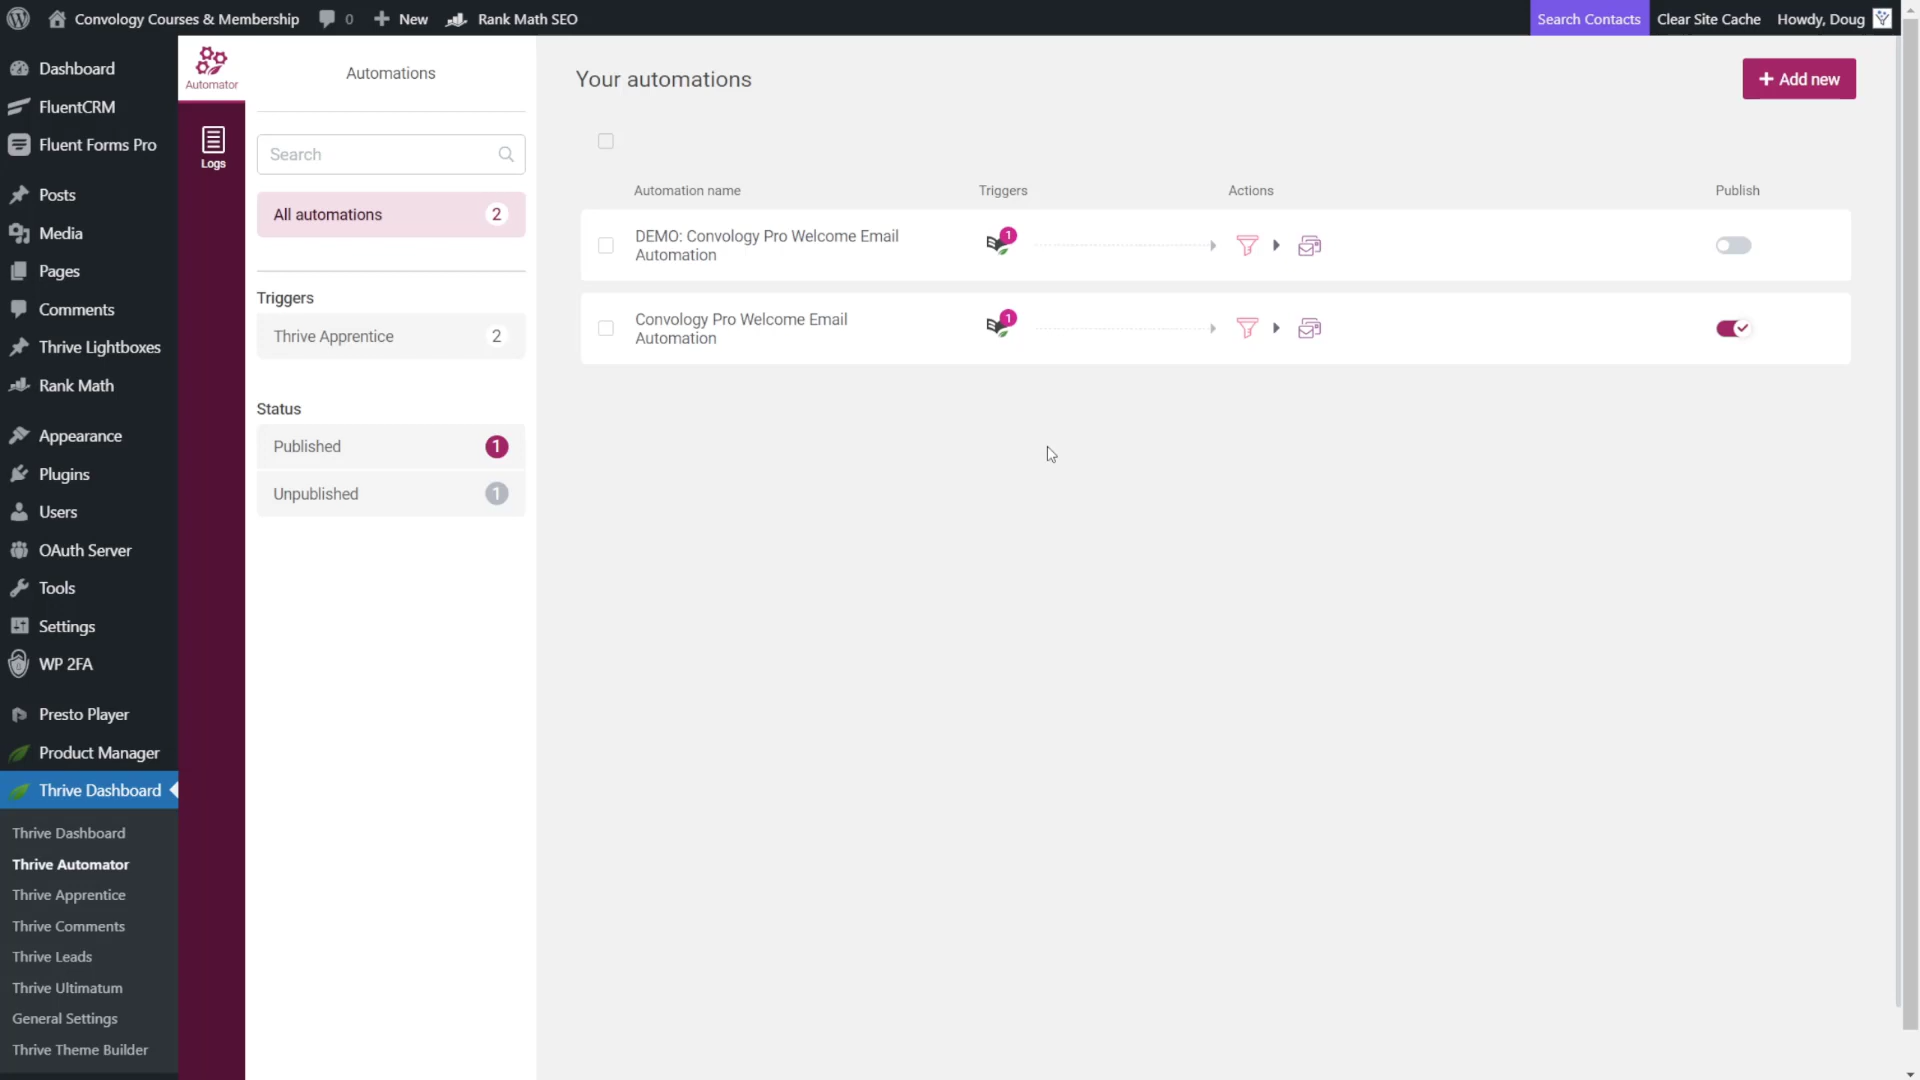 Convology Courses & Membership
0
New
Rank Math SEO
Search Contacts
Clear Site Cache
Howdy, Doug
Dashboard
FluentCRM
Fluent Forms Pro
Posts
Media
Pages
Comments
Thrive Lightboxes
Rank Math
Appearance
Plugins
Users
OAuth Server
Tools
Settings
WP 2FA
Presto Player
Product Manager
Thrive Dashboard
Thrive Dashboard
Thrive Automator
Thrive Apprentice
Thrive Comments
Thrive Leads
Thrive Ultimatum
General Settings
Thrive Theme Builder
Automator
Logs
Automations
Search
All automations 2
Triggers
Thrive Apprentice 2
Status
Published 1
Unpublished 1
Your automations
+ Add new
Automation name Triggers Actions Publish
DEMO: Convology Pro Welcome Email
Automation
1
Convology Pro Welcome Email
Automation
1